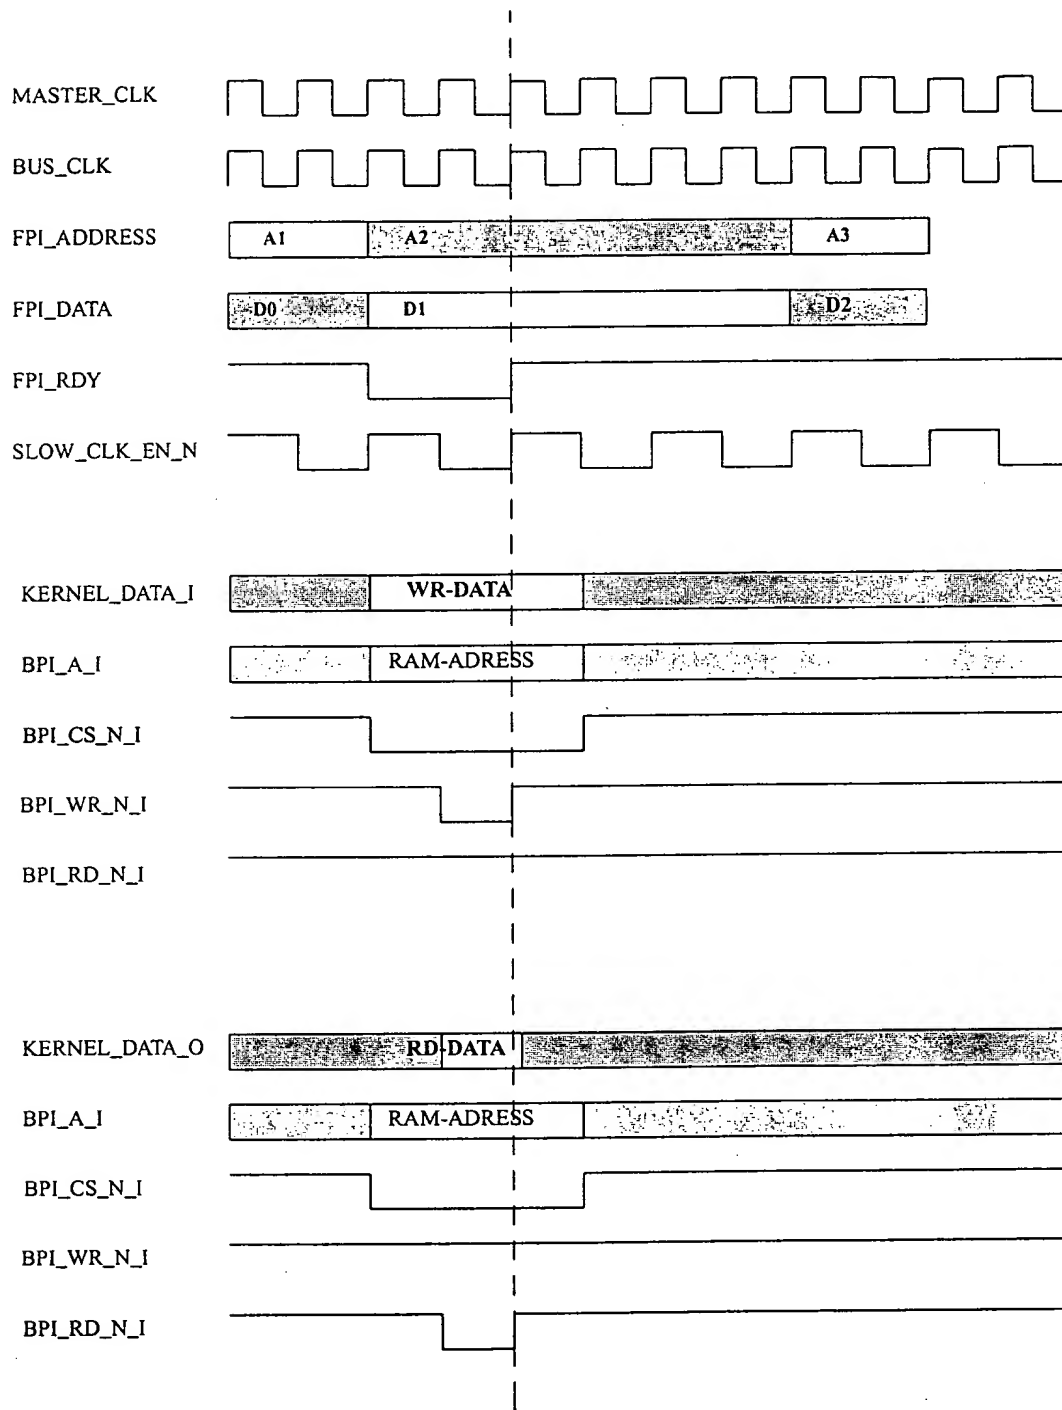 MASTER_CLK
BUS_CLK
FPI_ADDRESS A1 A2 A3
FPI_DATA D0 D1 D2
FPI_RDY
SLOW_CLK_EN_N
KERNEL_DATA_I WR-DATA
BPI_A_I RAM-ADRESS
BPI_CS_N_I
BPI_WR_N_I
BPI_RD_N_I
KERNEL_DATA_O RD-DATA
BPI_A_I RAM-ADRESS
BPI_CS_N_I
BPI_WR_N_I
BPI_RD_N_I